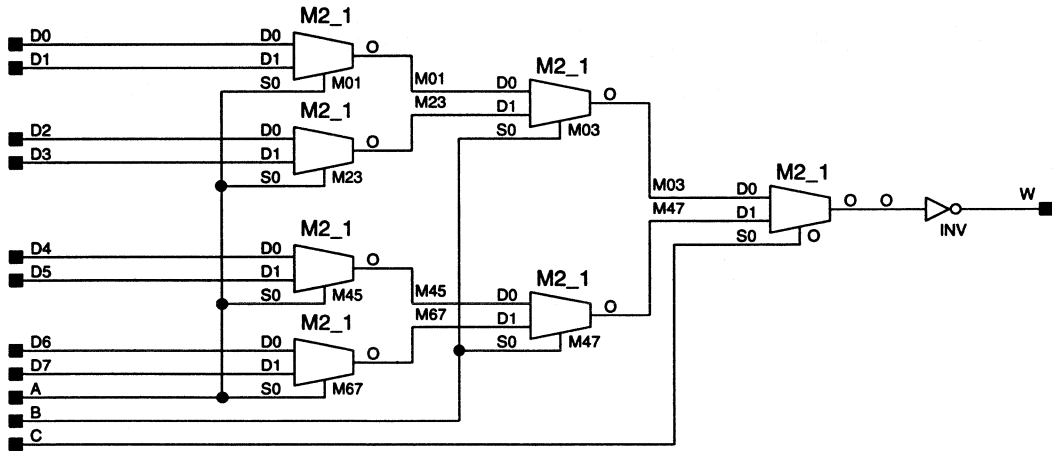 M2_1
D0 D0 O
D1 D1
S0 M01 M01 M2_1
M2_1 M23 D0 O
D1
D2 D0 O S0 M03
D3 D1
S0 M23 M03 M2_1
M47 D0 O O W
D1
M2_1 S0 O INV
D4 D0 O
D5 D1 M2_1
S0 M45 M45 D0 O
M2_1 M67 D1
D6 D0 O S0 M47
D7 D1
A S0 M67
B
C